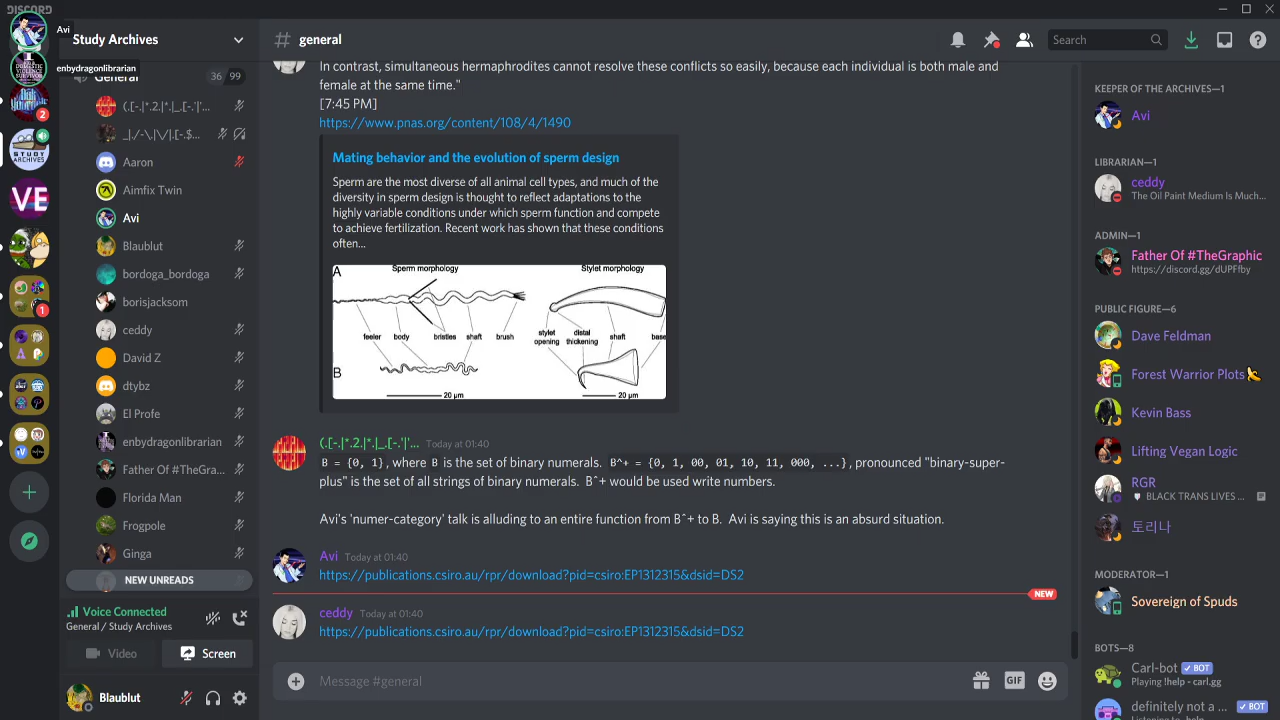 DISCORD
Avi
enbydragonlibrarian
DOMESTIC
VIOLENCE
SURVIVOR
2
STUDY
ARCHIVES
VE
1
Study Archives
General
36 99
(.[-.|*.2.|*.|_.[-.'|'...
_|/-\|\/|.[-.$...
Aaron
Aimfix Twin
Avi
Blaublut
bordoga_bordoga
borisjacksom
ceddy
David Z
dtybz
El Profe
enbydragonlibrarian
Father Of #TheGra...
Florida Man
Frogpole
Ginga
NEW UNREADS
Voice Connected
General / Study Archives
Video
Screen
Blaublut
# general
Search
In contrast, simultaneous hermaphrodites cannot resolve these conflicts so easily, because each individual is both male and
female at the same time."
[7:45 PM]
https://www.pnas.org/content/108/4/1490
Mating behavior and the evolution of sperm design
Sperm are the most diverse of all animal cell types, and much of the
diversity in sperm design is thought to reflect adaptations to the
highly variable conditions under which sperm function and compete
to achieve fertilization. Recent work has shown that these conditions
often...
A
Sperm morphology
Stylet morphology
feeler body bristles shaft brush
stylet opening
distal thickening
shaft
base
B
20 µm
20 µm
(.[-.|*.2.|*.|_.[-.'|'... Today at 01:40
B = {0, 1}, where B is the set of binary numerals. B^+ = {0, 1, 00, 01, 10, 11, 000, ...}, pronounced "binary-super-
plus" is the set of all strings of binary numerals. B^+ would be used write numbers.
Avi's 'numer-category' talk is alluding to an entire function from B^+ to B. Avi is saying this is an absurd situation.
Avi Today at 01:40
https://publications.csiro.au/rpr/download?pid=csiro:EP1312315&dsid=DS2
NEW
ceddy Today at 01:40
https://publications.csiro.au/rpr/download?pid=csiro:EP1312315&dsid=DS2
Message #general
GIF
KEEPER OF THE ARCHIVES—1
Avi
LIBRARIAN—1
ceddy
The Oil Paint Medium Is Much...
ADMIN—1
Father Of #TheGraphic
https://discord.gg/dUPFfby
PUBLIC FIGURE—6
Dave Feldman
Forest Warrior Plots
Kevin Bass
Lifting Vegan Logic
RGR
BLACK TRANS LIVES ...
토리나
MODERATOR—1
Sovereign of Spuds
BOTS—8
Carl-bot BOT
Playing !help - carl.gg
definitely not a ... BOT